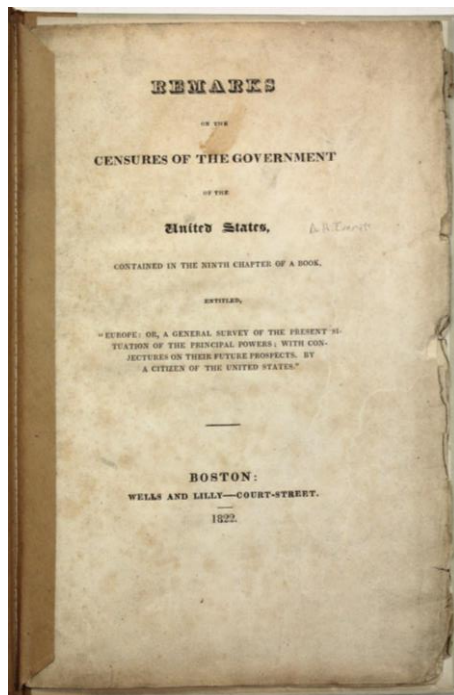 REMARKS
ON THE
CENSURES OF THE GOVERNMENT
OF THE
United States,
CONTAINED IN THE NINTH CHAPTER OF A BOOK,
ENTITLED,
"EUROPE: OR, A GENERAL SURVEY OF THE PRESENT SI-
TUATION OF THE PRINCIPAL POWERS; WITH CON-
JECTURES ON THEIR FUTURE PROSPECTS. BY
A CITIZEN OF THE UNITED STATES."
BOSTON:
WELLS AND LILLY—COURT-STREET.
1822.